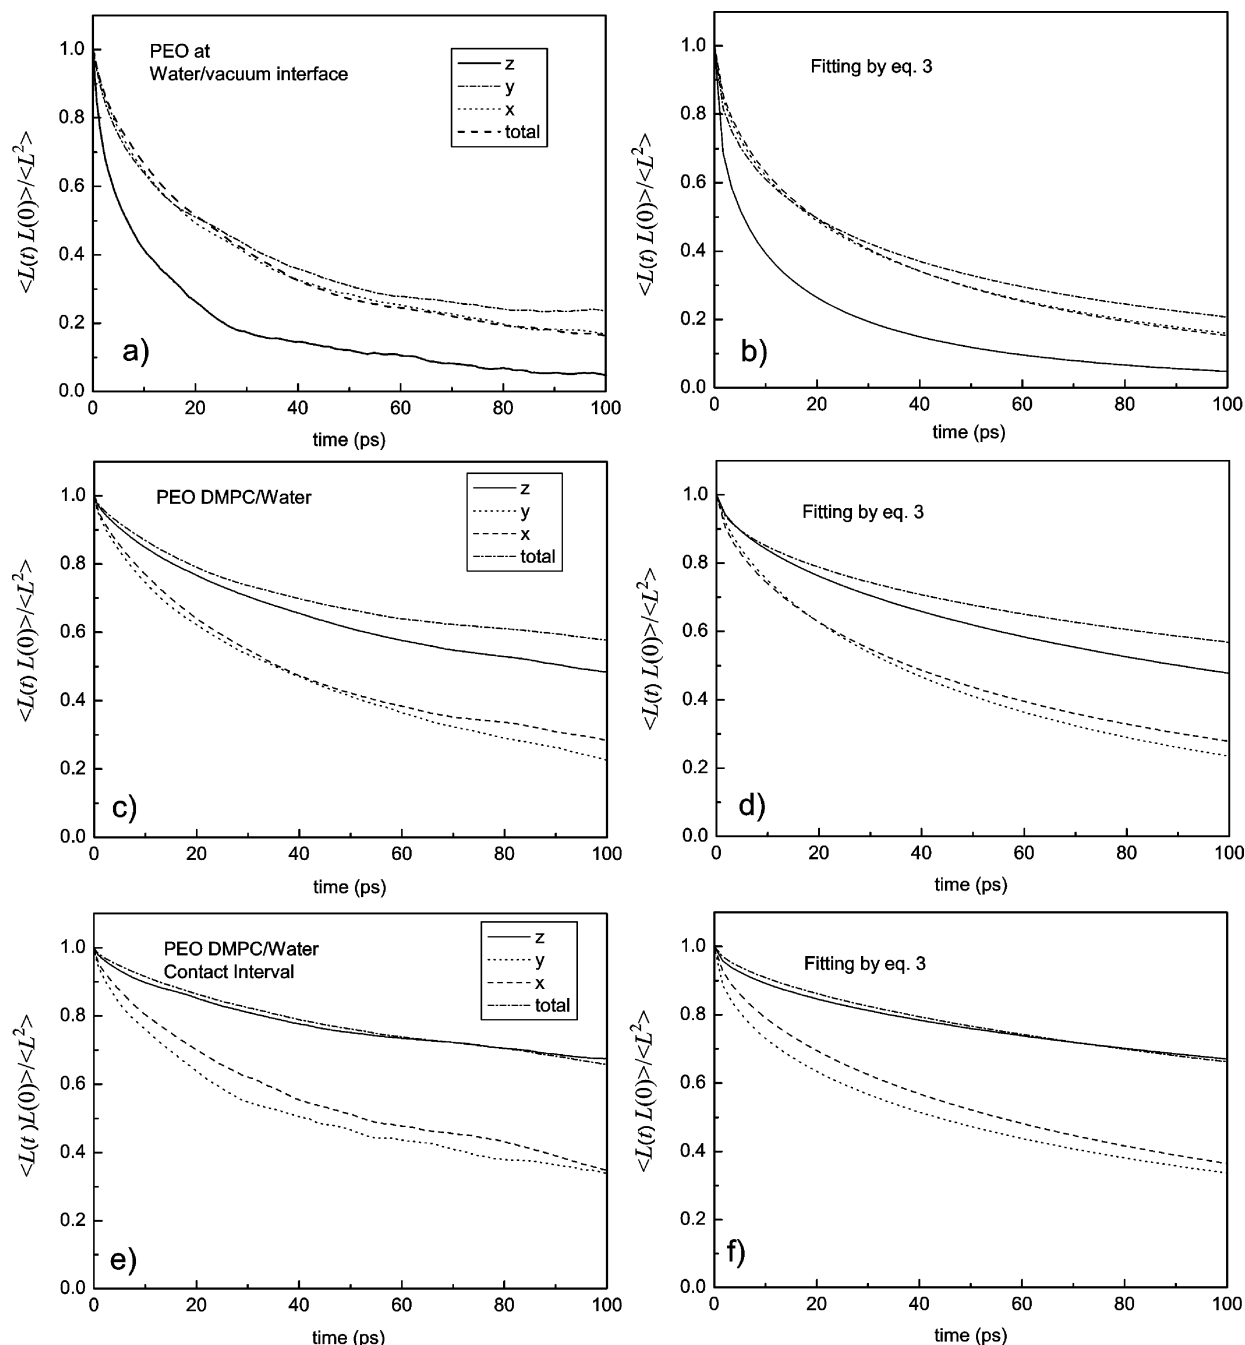 PEO at
Water/vacuum interface
z
y
x
total
<L(t) L(0)>/<L²>
1.0
0.8
0.6
0.4
0.2
0.0
a)
0 20 40 60 80 100
time (ps)
Fitting by eq. 3
<L(t) L(0)>/<L²>
1.0
0.8
0.6
0.4
0.2
0.0
b)
0 20 40 60 80 100
time (ps)
PEO DMPC/Water
z
y
x
total
<L(t) L(0)>/<L²>
1.0
0.8
0.6
0.4
0.2
0.0
c)
0 20 40 60 80 100
time (ps)
Fitting by eq. 3
<L(t) L(0)>/<L²>
1.0
0.8
0.6
0.4
0.2
0.0
d)
0 20 40 60 80 100
time (ps)
PEO DMPC/Water
Contact Interval
z
y
x
total
<L(t )L(0)>/<L²>
1.0
0.8
0.6
0.4
0.2
0.0
e)
0 20 40 60 80 100
time (ps)
Fitting by eq. 3
<L(t) L(0)>/<L²>
1.0
0.8
0.6
0.4
0.2
0.0
f)
0 20 40 60 80 100
time (ps)